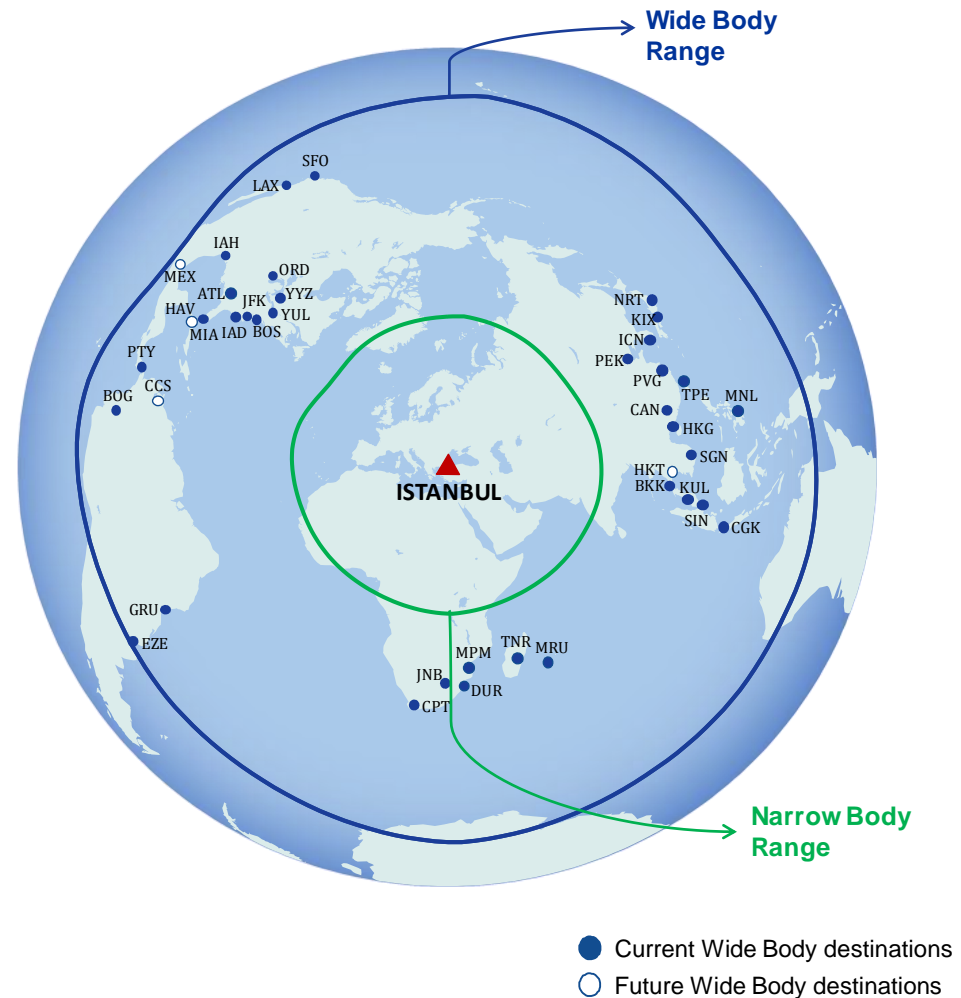 Wide Body
Range
SFO
LAX
IAH
MEX
ORD
ATL
JFK
YYZ
HAV
MIA
IAD
BOS
YUL
PTY
CCS
BOG
NRT
KIX
ICN
PEK
PVG
TPE
MNL
CAN
HKG
SGN
HKT
BKK
KUL
SIN
CGK
ISTANBUL
GRU
EZE
TNR
MRU
MPM
JNB
DUR
CPT
Narrow Body
Range
Current Wide Body destinations
Future Wide Body destinations